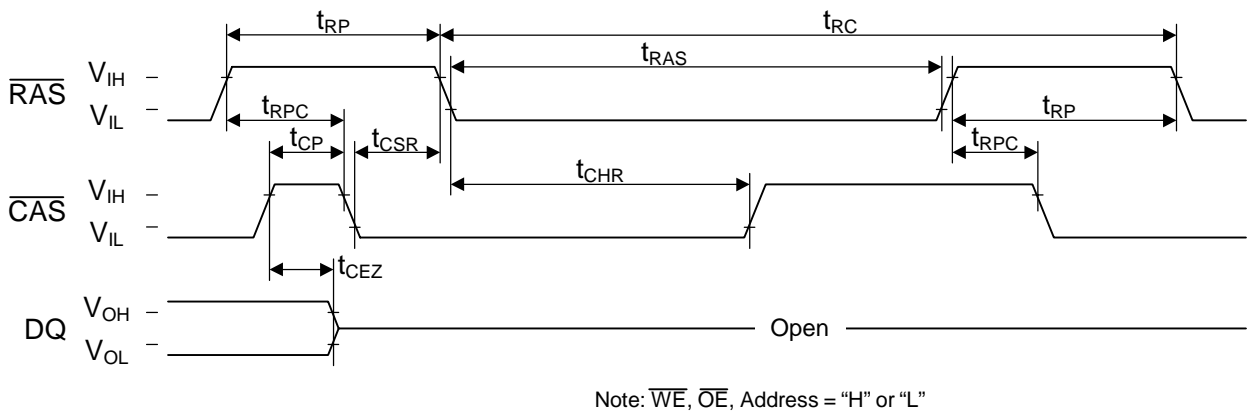 tRP tRC
tRAS
RAS VIH
VIL
tRPC tRP
tCP tCSR tRPC
tCHR
CAS VIH
VIL
tCEZ
VOH
DQ Open
VOL
Note: WE, OE, Address = “H” or “L”